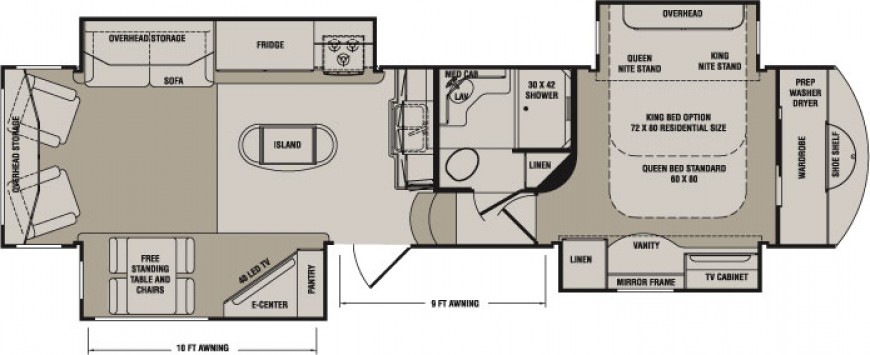 OVERHEAD STORAGE
SOFA
FRIDGE
OVERHEAD STORAGE
ISLAND
FREE
STANDING
TABLE AND
CHAIRS
40 LED TV
E-CENTER
PANTRY
10 FT AWNING
9 FT AWNING
MED CAB
LAV
30 X 42
SHOWER
LINEN
OVERHEAD
QUEEN
NITE STAND
KING
NITE STAND
KING BED OPTION
72 X 80 RESIDENTIAL SIZE
QUEEN BED STANDARD
60 X 80
PREP
WASHER
DRYER
WARDROBE
SHOE SHELF
LINEN
VANITY
MIRROR FRAME
TV CABINET